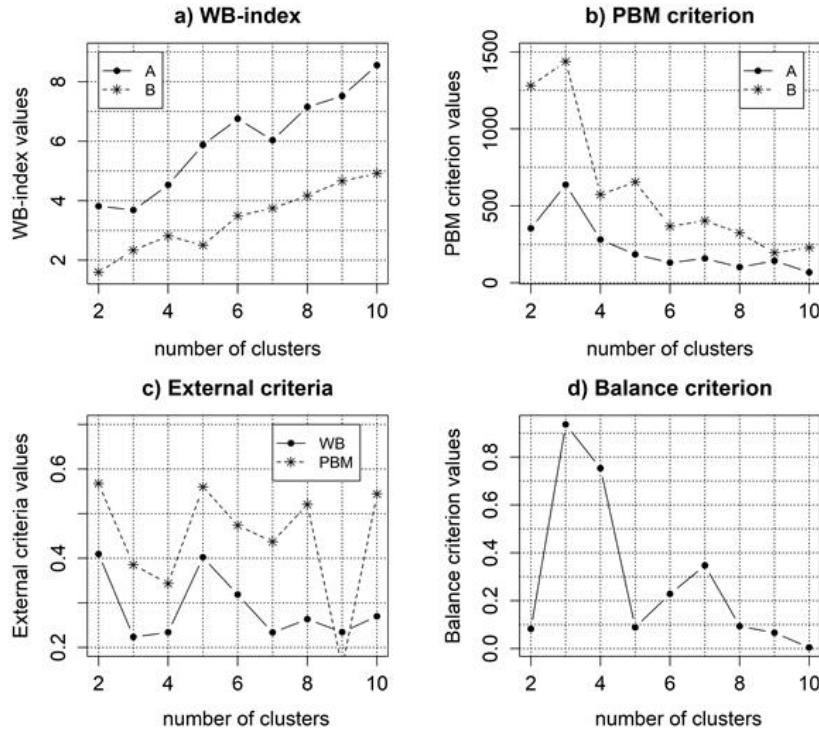 a) WB-index
WB-index values
8
6
4
2
A
B
2 4 6 8 10
number of clusters
b) PBM criterion
PBM criterion values
1500
1000
500
0
A
B
2 4 6 8 10
number of clusters
c) External criteria
External criteria values
0.6
0.4
0.2
WB
PBM
2 4 6 8 10
number of clusters
d) Balance criterion
Balance criterion values
0.8
0.6
0.4
0.2
0.0
2 4 6 8 10
number of clusters